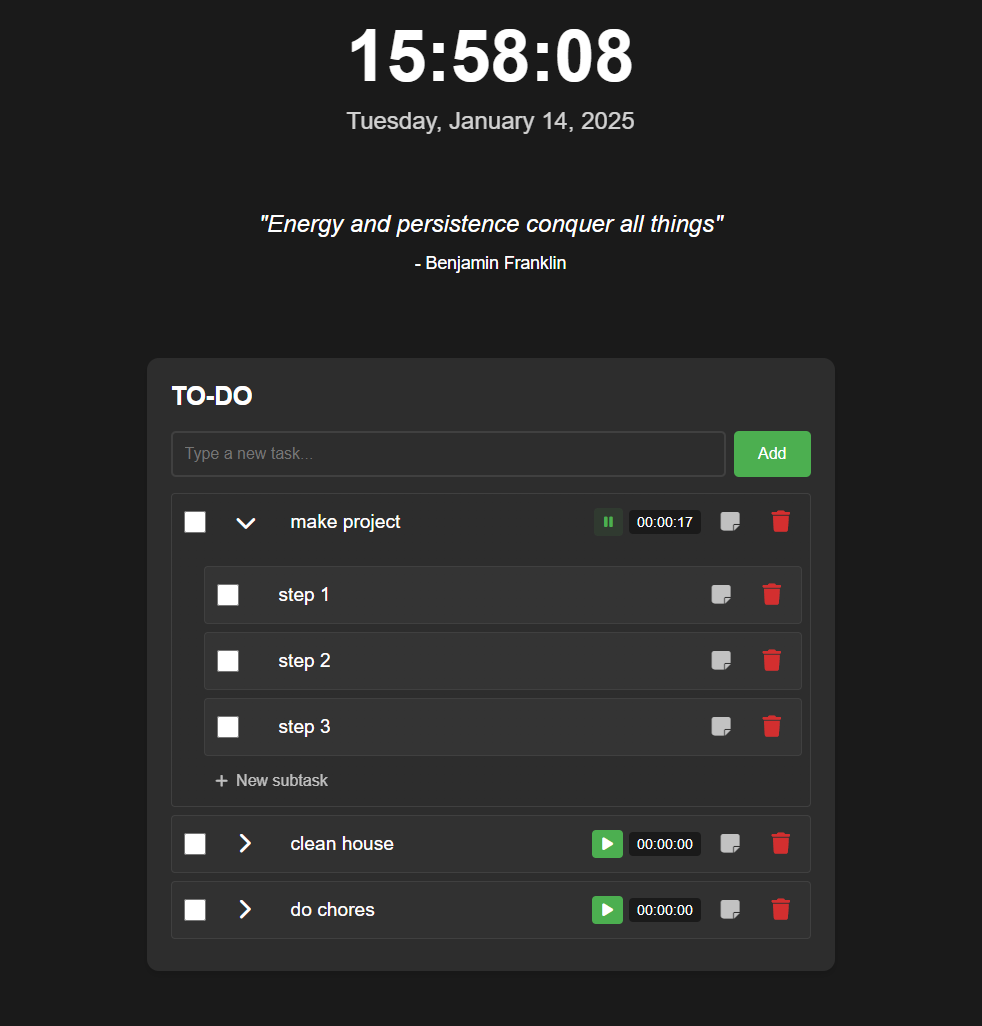 15:58:08
Tuesday, January 14, 2025
"Energy and persistence conquer all things"
- Benjamin Franklin
TO-DO
Type a new task...
Add
make project 00:00:17
step 1
step 2
step 3
+ New subtask
clean house 00:00:00
do chores 00:00:00